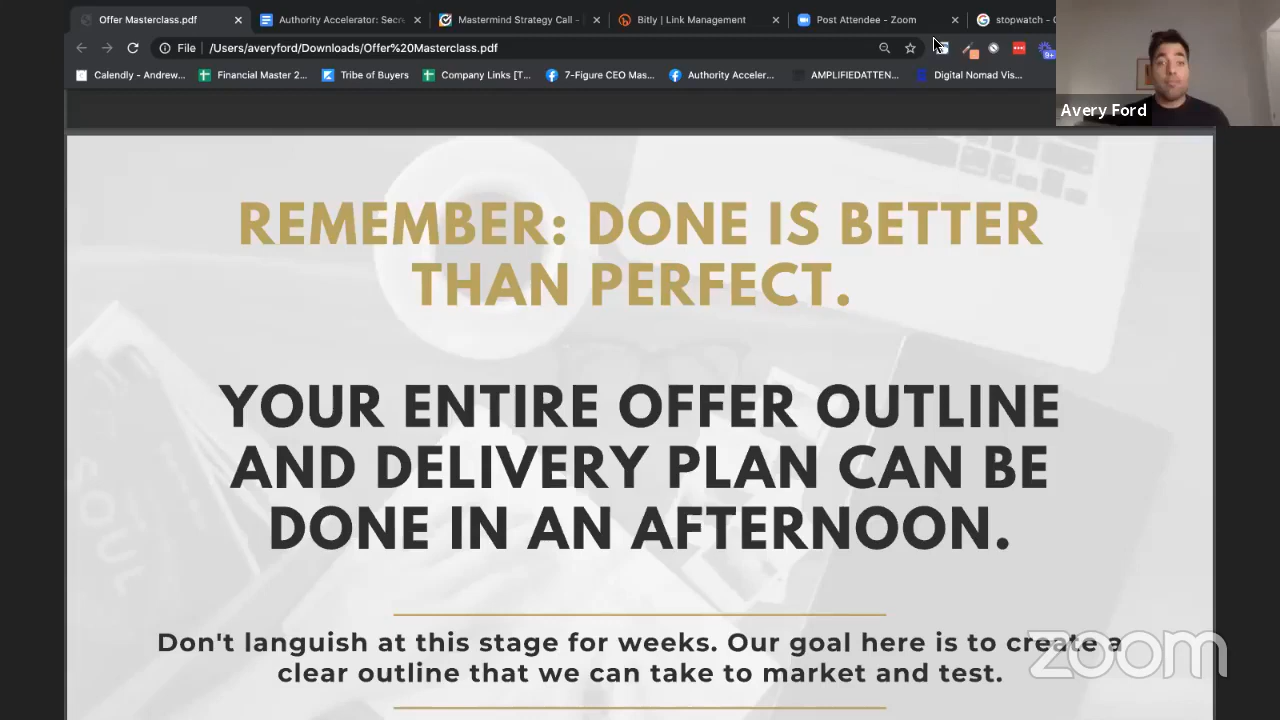 Offer Masterclass.pdf
Authority Accelerator: Secre
Mastermind Strategy Call -
Bitly | Link Management
Post Attendee - Zoom
stopwatch -
File | /Users/averyford/Downloads/Offer%20Masterclass.pdf
9+
Calendly - Andrew...
Financial Master 2...
Tribe of Buyers
Company Links [T...
7-Figure CEO Mas...
Authority Acceler...
AMPLIFIEDATTEN...
Digital Nomad Vis...
Avery Ford
REMEMBER: DONE IS BETTER
THAN PERFECT.
YOUR ENTIRE OFFER OUTLINE
AND DELIVERY PLAN CAN BE
DONE IN AN AFTERNOON.
Don't languish at this stage for weeks. Our goal here is to create a
clear outline that we can take to market and test.
zoom